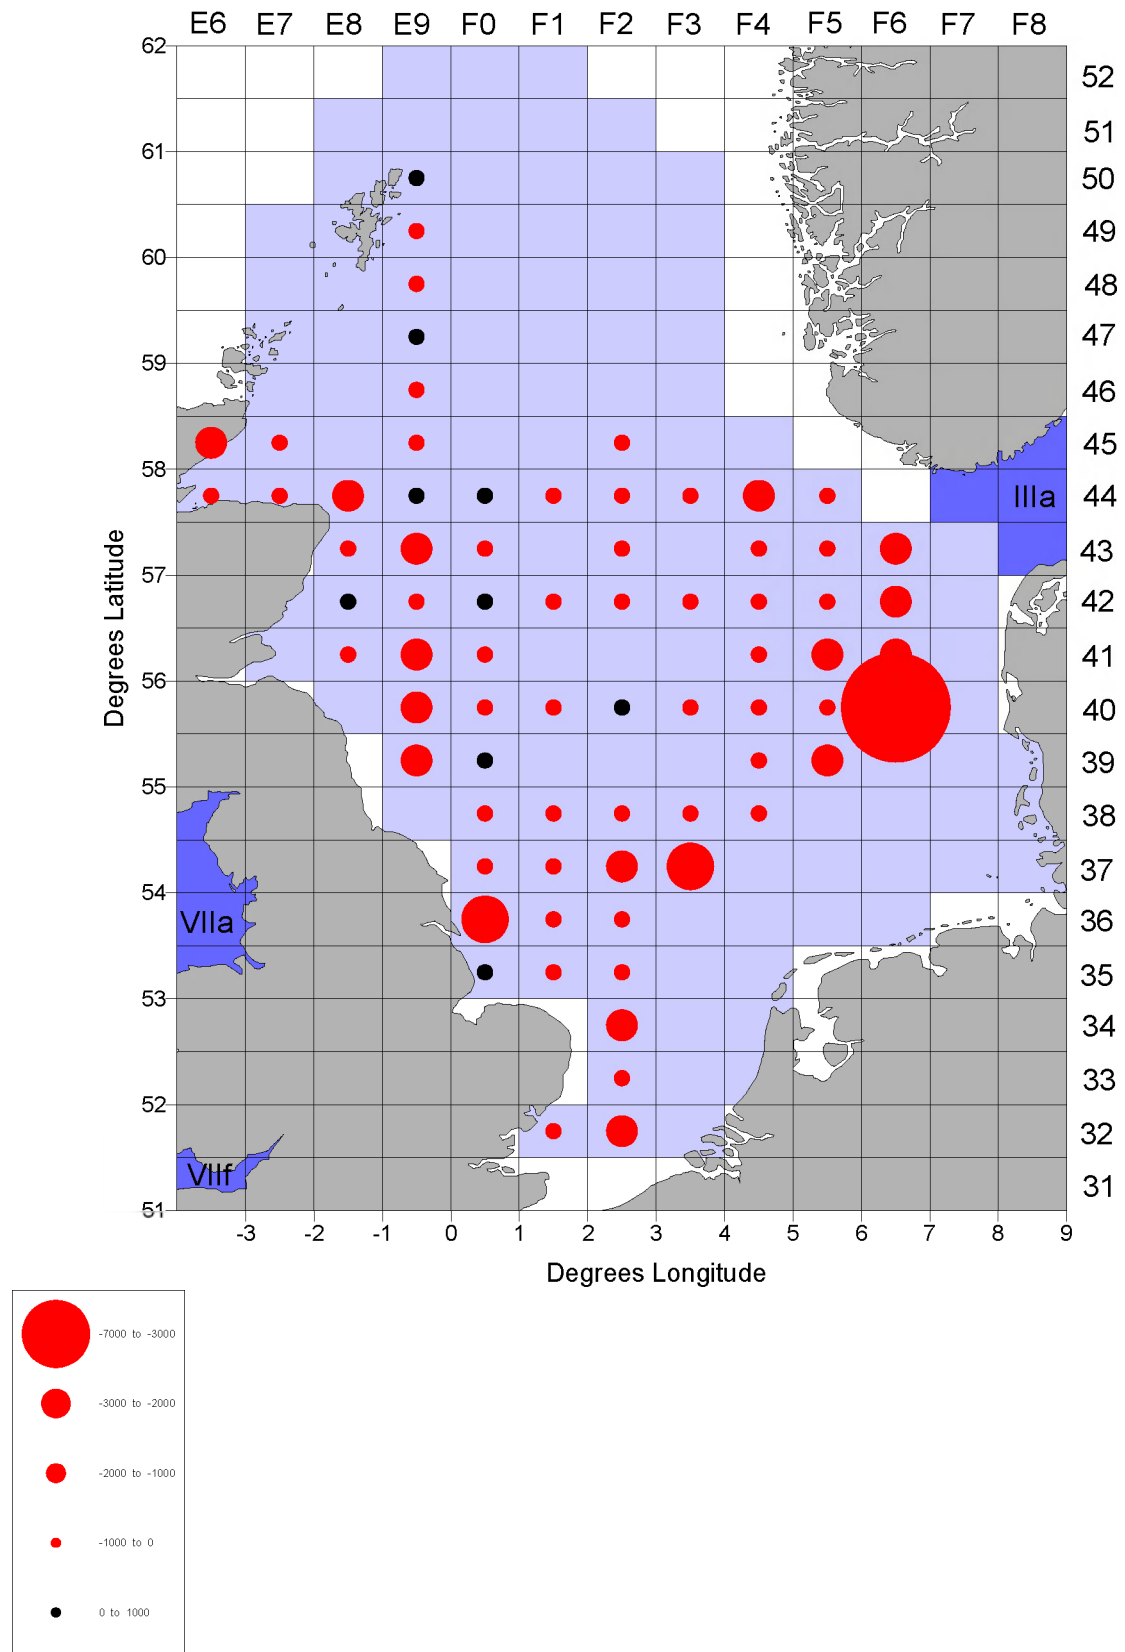 E6 E7 E8 E9 F0 F1 F2 F3 F4 F5 F6 F7 F8
62
52
51
61
50
49
60
48
47
59
46
45
58
44
IIIa
43
57
42
41
56
40
39
55
38
37
54
36
VIIa
35
53
34
33
52
32
VIIf
31
51
Degrees Latitude
-3 -2 -1 0 1 2 3 4 5 6 7 8 9
Degrees Longitude
-7000 to -3000
-3000 to -2000
-2000 to -1000
-1000 to 0
0 to 1000